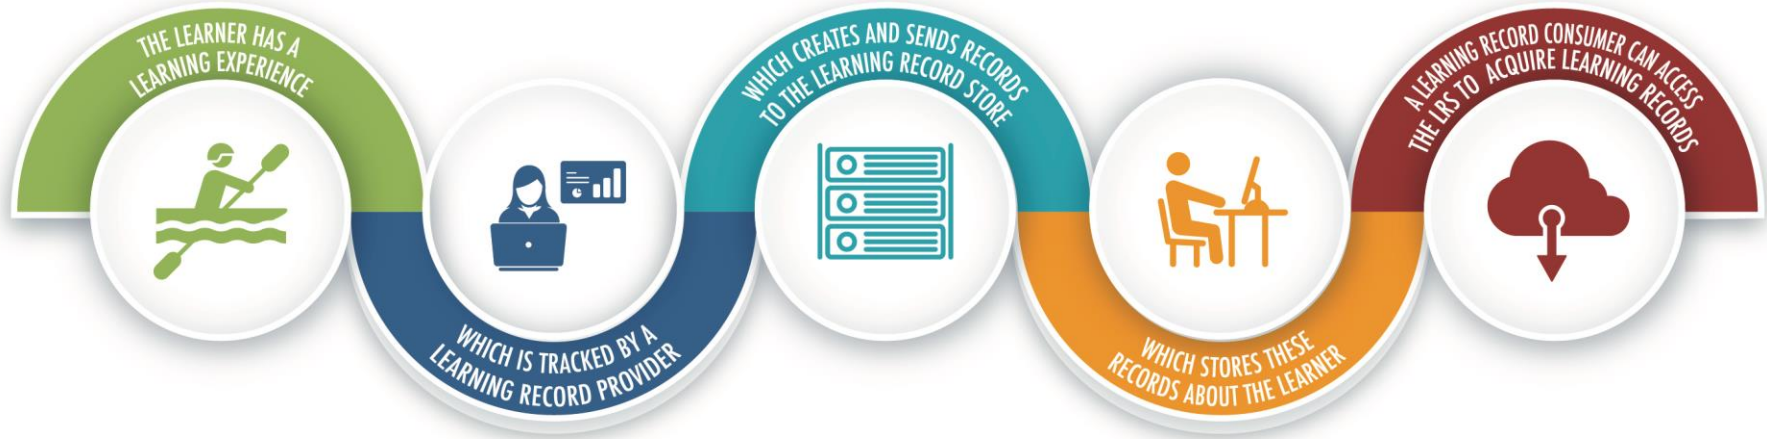 THE LEARNER HAS A
LEARNING EXPERIENCE
WHICH IS TRACKED BY A
LEARNING RECORD PROVIDER
WHICH CREATES AND SENDS RECORDS
TO THE LEARNING RECORD STORE
WHICH STORES THESE
RECORDS ABOUT THE LEARNER
A LEARNING RECORD CONSUMER CAN ACCESS
THE LRS TO ACQUIRE LEARNING RECORDS